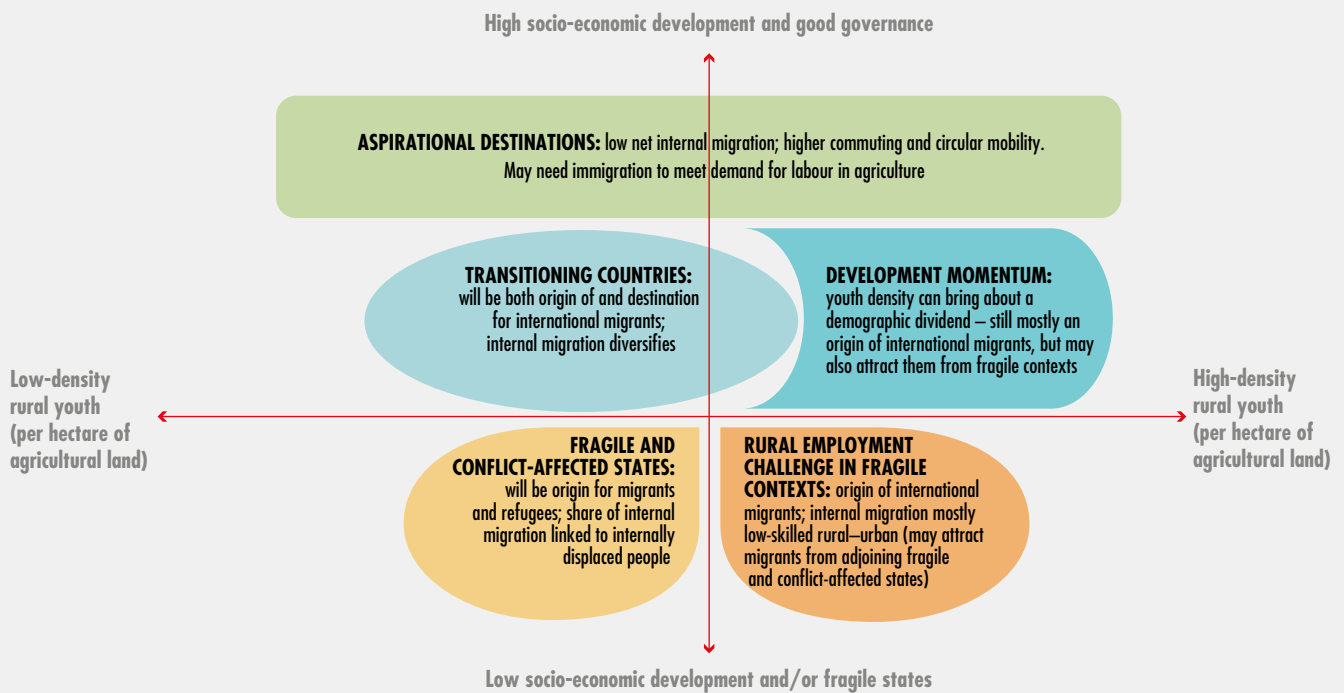 High socio-economic development and good governance
ASPIRATIONAL DESTINATIONS: low net internal migration; higher commuting and circular mobility.
May need immigration to meet demand for labour in agriculture
TRANSITIONING COUNTRIES:
will be both origin of and destination
for international migrants;
internal migration diversifies
DEVELOPMENT MOMENTUM:
youth density can bring about a
demographic dividend – still mostly an
origin of international migrants, but may
also attract them from fragile contexts
Low-density
rural youth
(per hectare of
agricultural land)
High-density
rural youth
(per hectare of
agricultural land)
FRAGILE AND
CONFLICT-AFFECTED STATES:
will be origin for migrants
and refugees; share of internal
migration linked to internally
displaced people
RURAL EMPLOYMENT
CHALLENGE IN FRAGILE
CONTEXTS: origin of international
migrants; internal migration mostly
low-skilled rural–urban (may attract
migrants from adjoining fragile
and conflict-affected states)
Low socio-economic development and/or fragile states